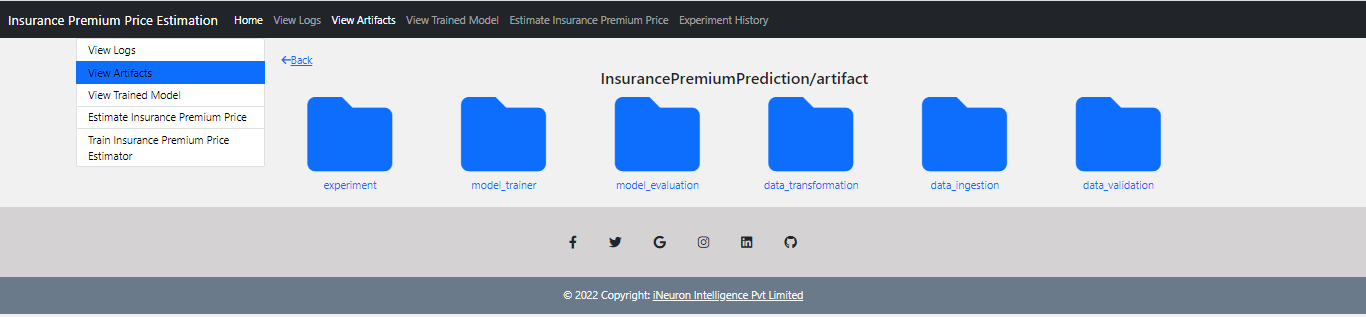 Insurance Premium Price Estimation Home View Logs View Artifacts View Trained Model Estimate Insurance Premium Price Experiment History
View Logs
View Artifacts
View Trained Model
Estimate Insurance Premium Price
Train Insurance Premium Price
Estimator
←Back
InsurancePremiumPrediction/artifact
experiment model_trainer model_evaluation data_transformation data_ingestion data_validation
© 2022 Copyright: iNeuron Intelligence Pvt Limited